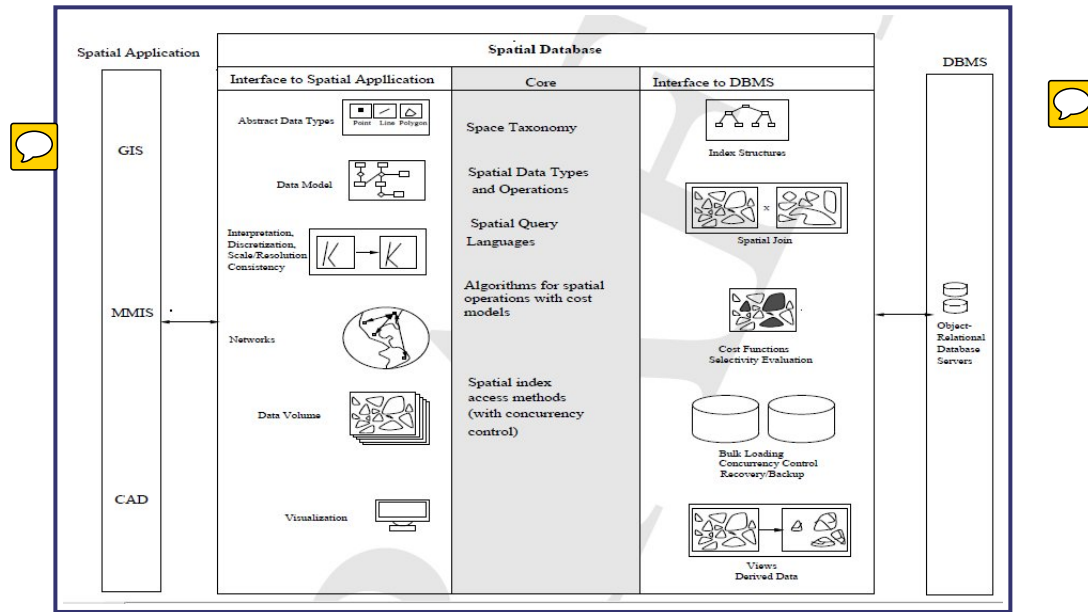 Spatial Application
Spatial Database
DBMS
Interface to Spatial Appllication
Core
Interface to DBMS
GIS
MMIS
CAD
Abstract Data Types
Point Line Polygon
Data Model
Interpretation,
Discretization,
Scale/Resolution
Consistency
Networks
Data Volume
Visualization
Space Taxonomy
Spatial Data Types
and Operations
Spatial Query
Languages
Algorithms for spatial
operations with cost
models
Spatial index
access methods
(with concurrency
control)
Index Structures
x
Spatial Join
Cost Functions
Selectivity Evaluation
Bulk Loading
Concurrency Control
Recovery/Backup
Views
Derived Data
Object-
Relational
Database
Servers